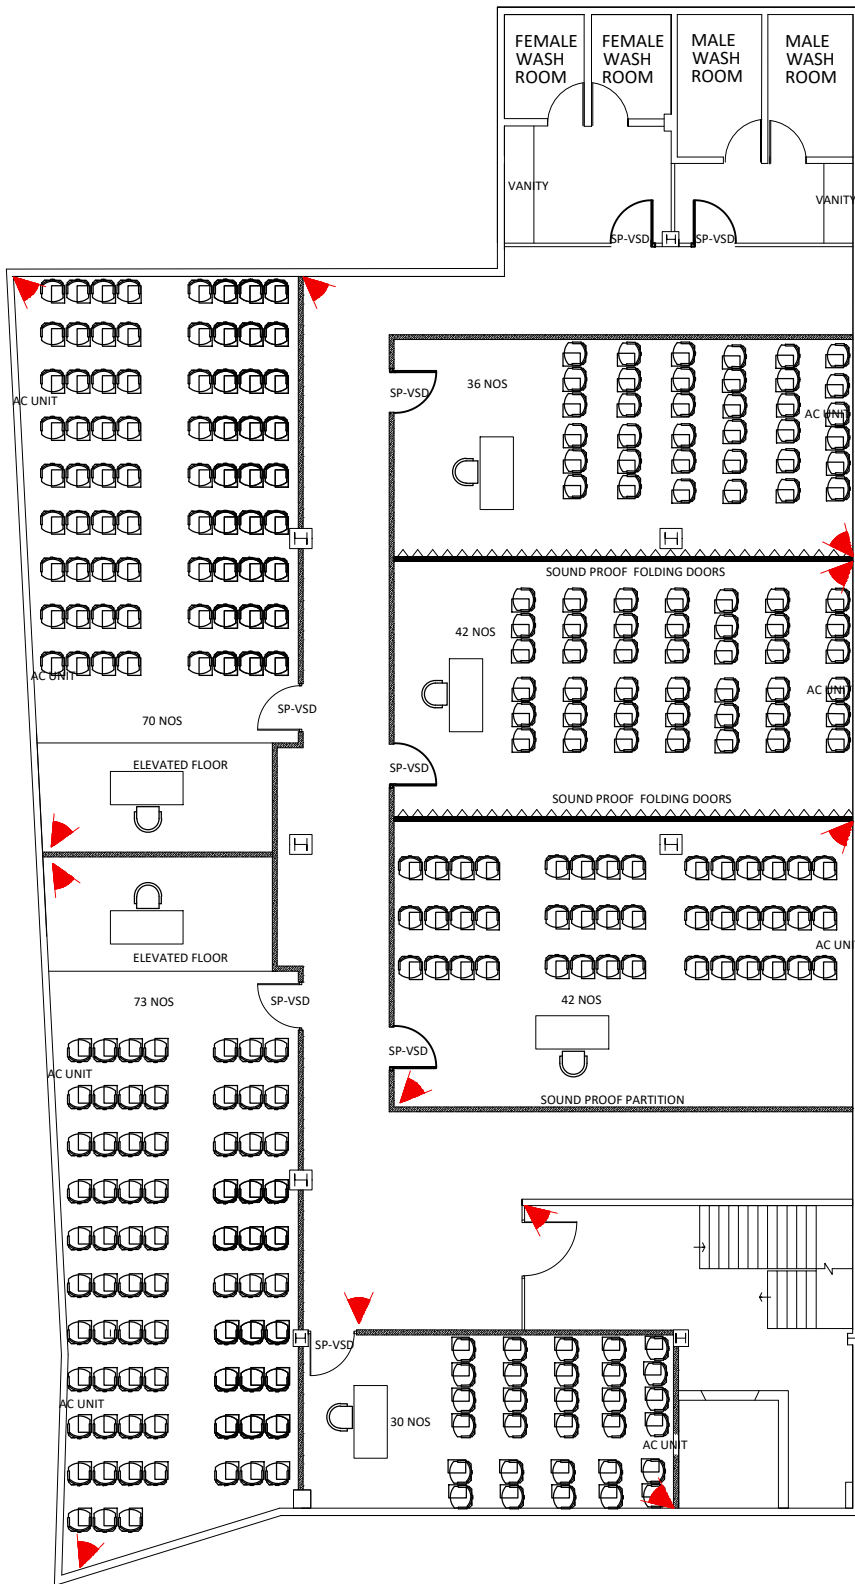 FEMALE
WASH
ROOM
FEMALE
WASH
ROOM
MALE
WASH
ROOM
MALE
WASH
ROOM
VANITY
VANITY
SP-VSD
SP-VSD
36 NOS
SP-VSD
AC UNIT
AC UNIT
SOUND PROOF FOLDING DOORS
42 NOS
AC UNIT
AC UNIT
SP-VSD
70 NOS
ELEVATED FLOOR
SP-VSD
SOUND PROOF FOLDING DOORS
AC UNIT
ELEVATED FLOOR
73 NOS
SP-VSD
42 NOS
SP-VSD
AC UNIT
SOUND PROOF PARTITION
SP-VSD
AC UNIT
30 NOS
AC UNIT